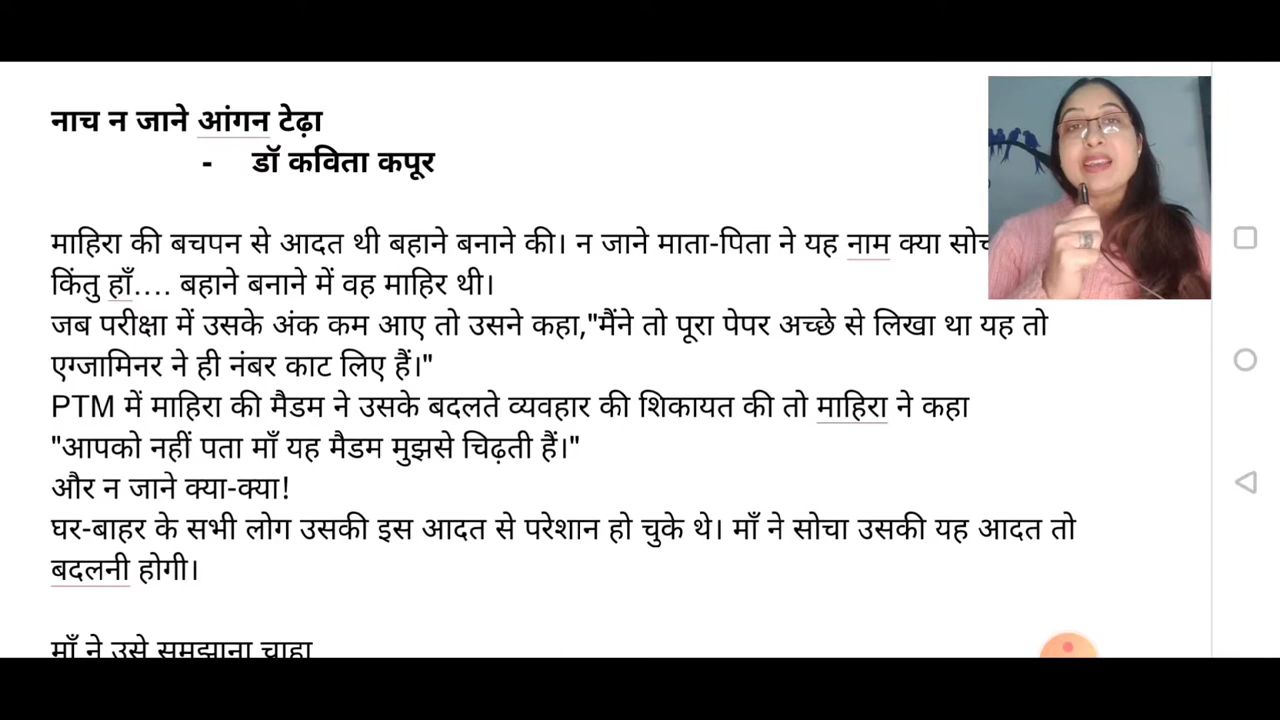 नाच न जाने आंगन टेढ़ा
- डॉ कविता कपूर
माहिरा की बचपन से आदत थी बहाने बनाने की। न जाने माता-पिता ने यह नाम क्या
किंतु हाँ.... बहाने बनाने में वह माहिर थी।
जब परीक्षा में उसके अंक कम आए तो उसने कहा,"मैंने तो पूरा पेपर अच्छे से लिखा था यह तो
एग्जामिनर ने ही नंबर काट लिए हैं।"
PTM में माहिरा की मैडम ने उसके बदलते व्यवहार की शिकायत की तो माहिरा ने कहा
"आपको नहीं पता माँ यह मैडम मुझसे चिढ़ती हैं।"
और न जाने क्या-क्या!
घर-बाहर के सभी लोग उसकी इस आदत से परेशान हो चुके थे। माँ ने सोचा उसकी यह आदत तो
बदलनी होगी।
माँ ने उसे समझाना चाहा